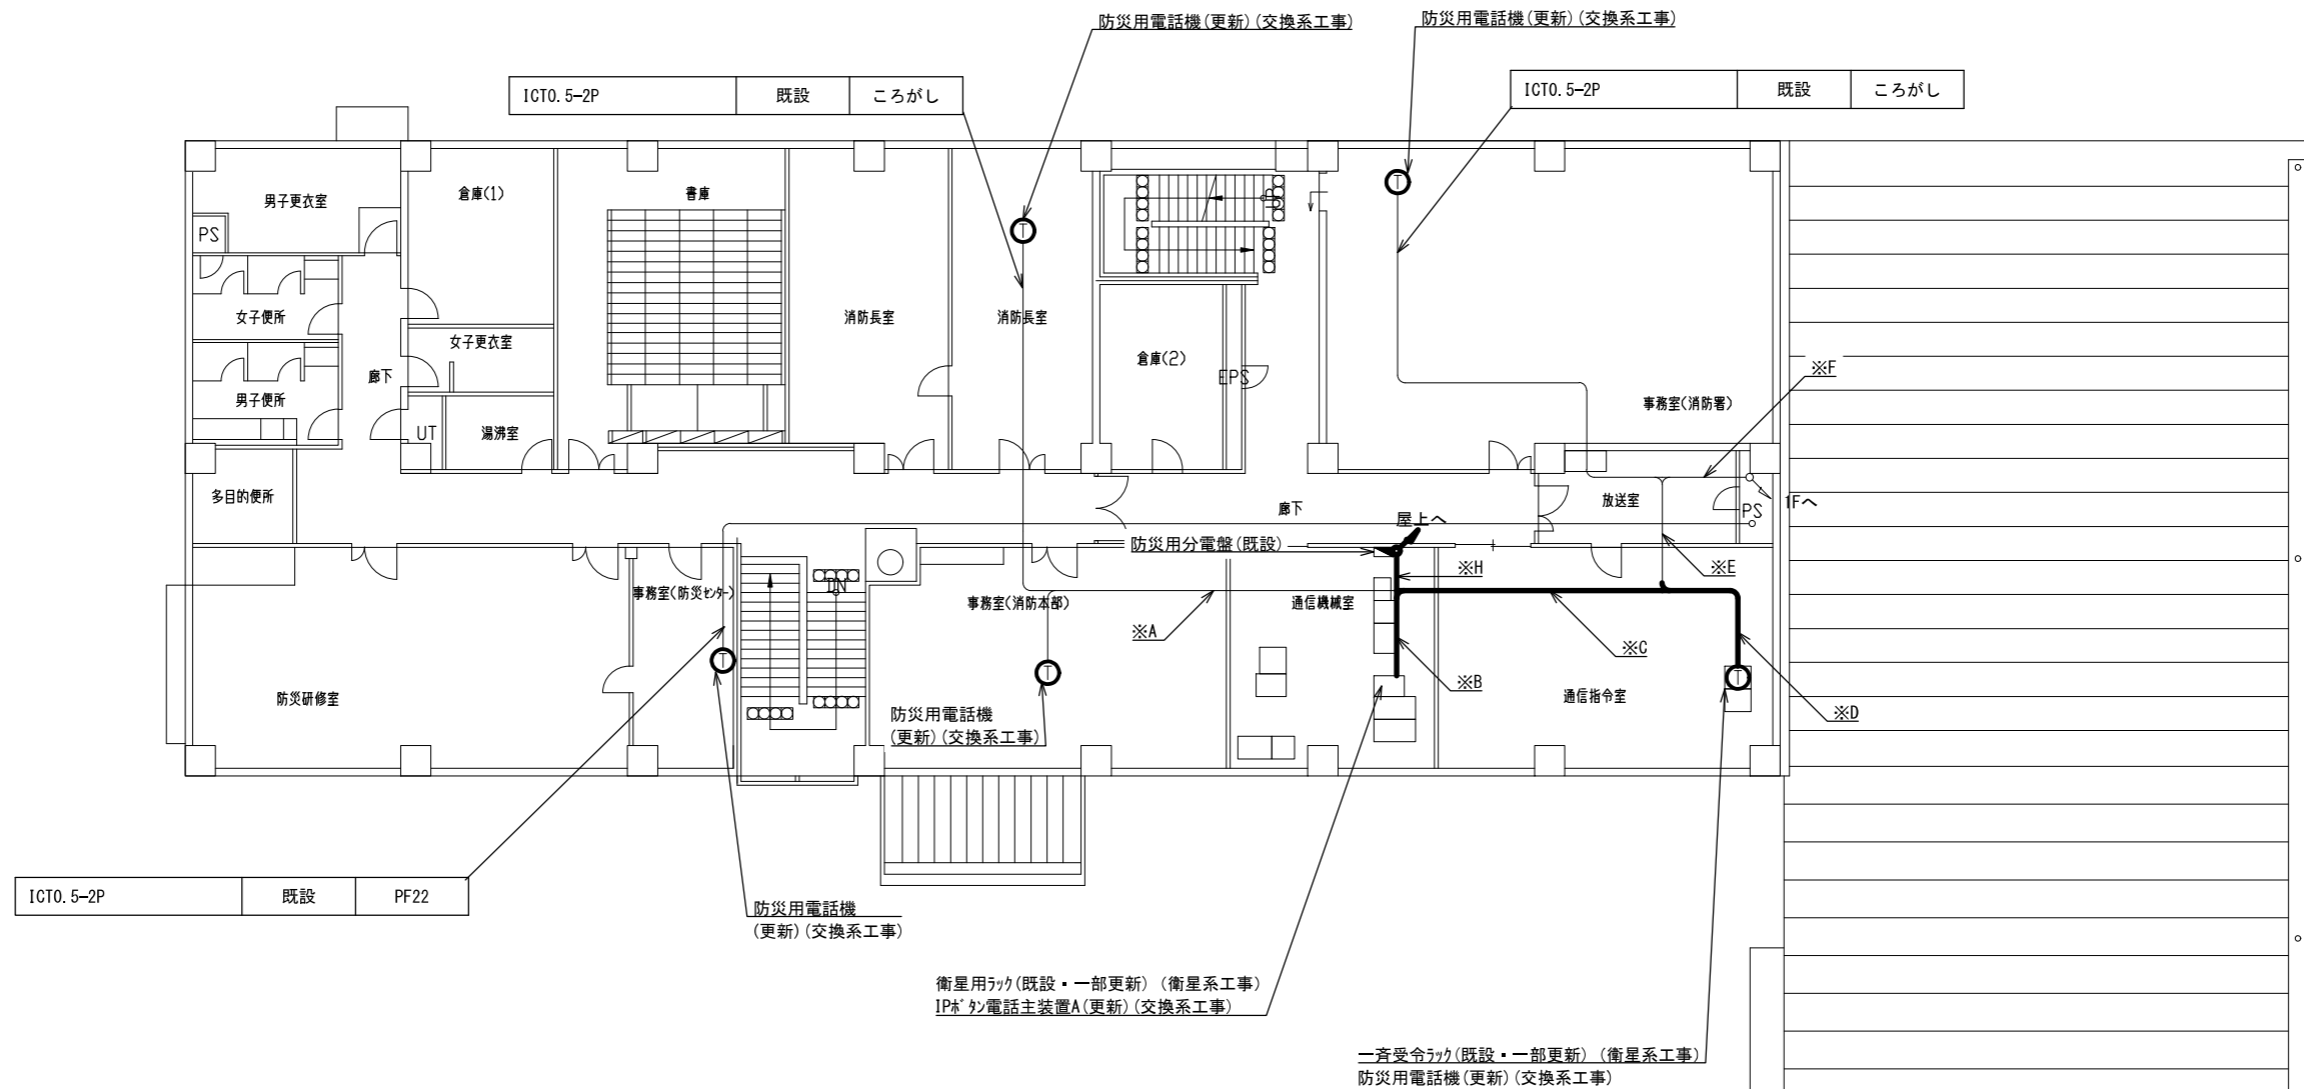 防災用電話機(更新)(交換系工事)
防災用電話機(更新)(交換系工事)
ICT0.5-2P 既設 ころがし
ICT0.5-2P 既設 ころがし
男子更衣室
倉庫(1)
書庫
T
T
UP
PS
女子便所
消防長室
消防長室
女子更衣室
倉庫(2)
廊下
EPS
※F
男子便所
事務室(消防署)
UT
湯沸室
多目的便所
放送室
1Fへ
廊下
PS
屋上へ
防災用分電盤(既設)
※H
※E
DN
事務室(防災ｾﾝﾀｰ)
事務室(消防本部)
通信機械室
※A
※C
T
T
T
※B
防災研修室
通信指令室
※D
防災用電話機
(更新)(交換系工事)
ICT0.5-2P 既設 PF22
防災用電話機
(更新)(交換系工事)
衛星用ﾗｯｸ(既設・一部更新) (衛星系工事)
IPﾎﾞﾀﾝ電話主装置A(更新)(交換系工事)
一斉受令ﾗｯｸ(既設・一部更新) (衛星系工事)
防災用電話機(更新)(交換系工事)